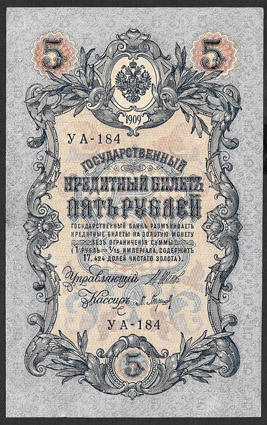 5 5
1909
УА-184
ГОСУДАРСТВЕННЫЙ
КРЕДИТНЫЙ БИЛЕТЪ
ПЯТЬ РУБЛЕЙ
ГОСУДАРСТВЕННЫЙ БАНКЪ РАЗМѢНИВАЕТЪ
КРЕДИТНЫЕ БИЛЕТЫ НА ЗОЛОТУЮ МОНЕТУ
БЕЗЪ ОГРАНИЧЕНІЯ СУММЫ
(1 РУБЛЬ = 1/15 ИМПЕРІАЛА, СОДЕРЖИТЪ
17,424 ДОЛЕЙ ЧИСТАГО ЗОЛОТА).
Управляющій
Кассиръ
УА-184
5